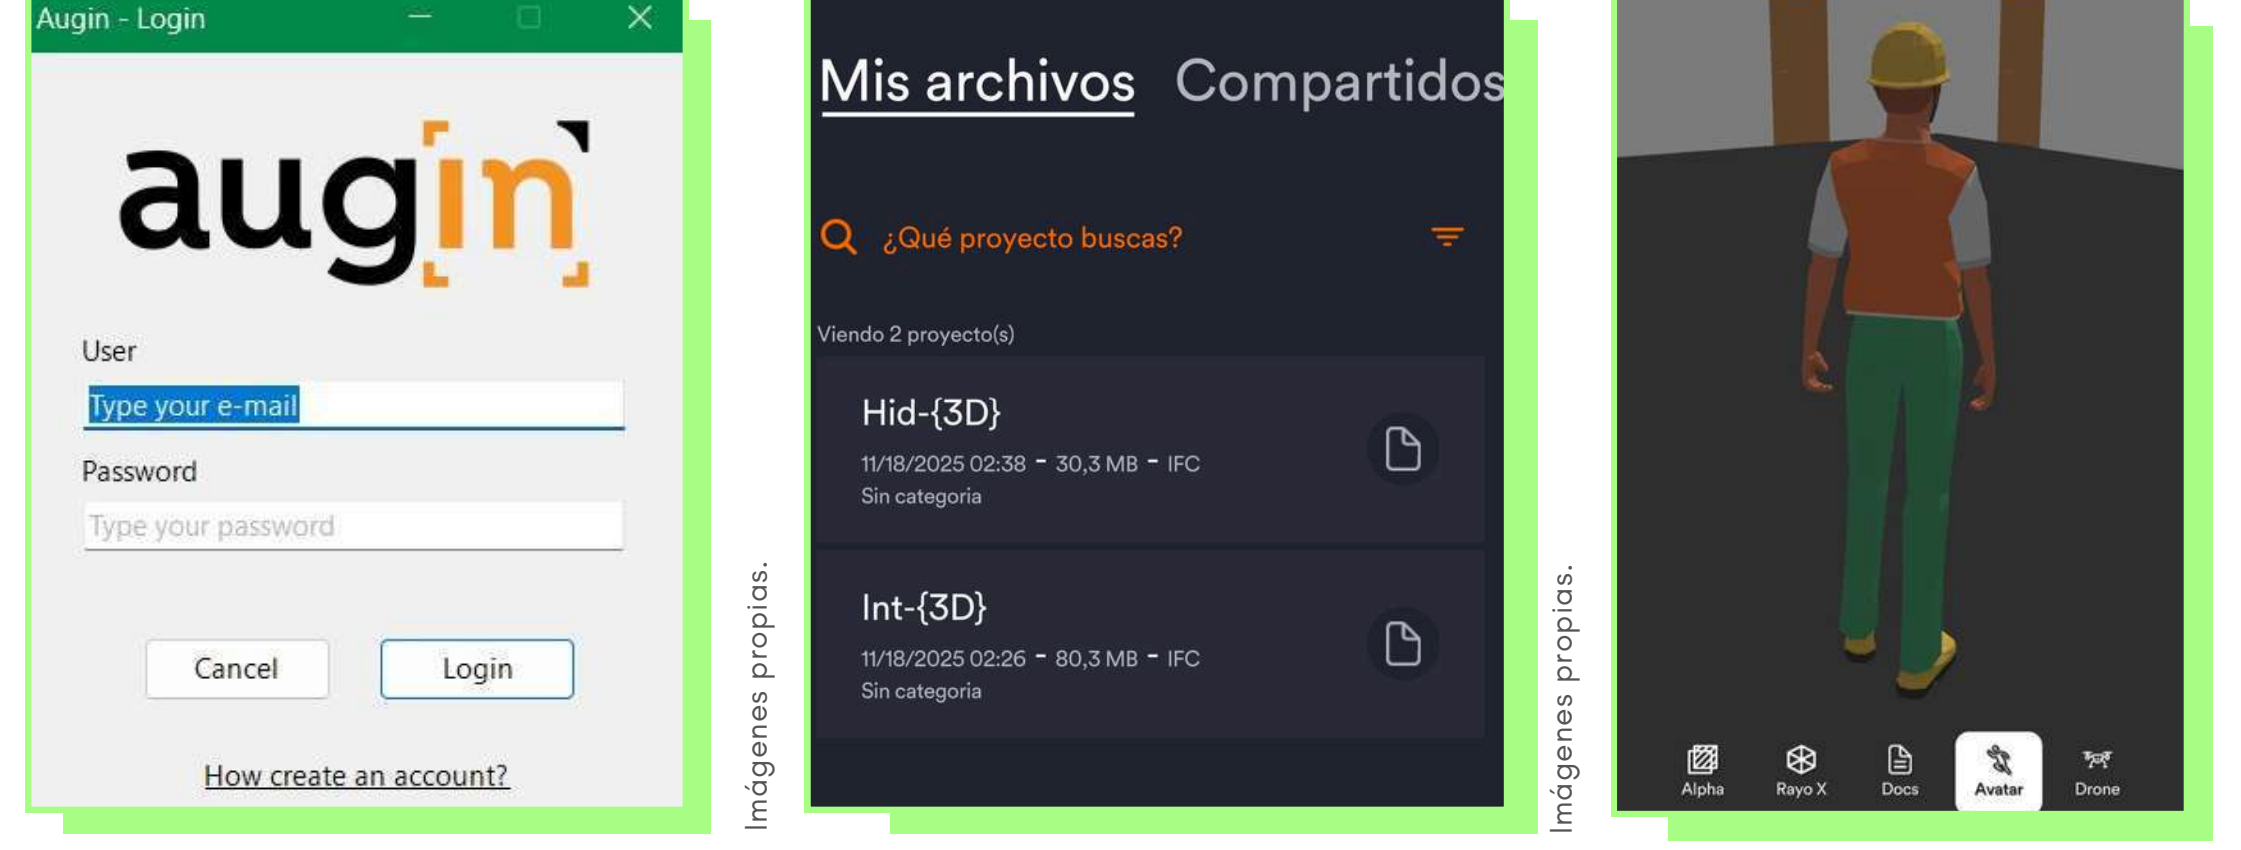 Augin - Login
augin
User
Type your e-mail
Password
Type your password
Cancel
Login
How create an account?
Imágenes propias.
Mis archivos
Compartidos
¿Qué proyecto buscas?
Viendo 2 proyecto(s)
Hid-{3D}
11/18/2025 02:38 - 30,3 MB - IFC
Sin categoria
Int-{3D}
11/18/2025 02:26 - 80,3 MB - IFC
Sin categoria
Imágenes propias.
Alpha
Rayo X
Docs
Avatar
Drone